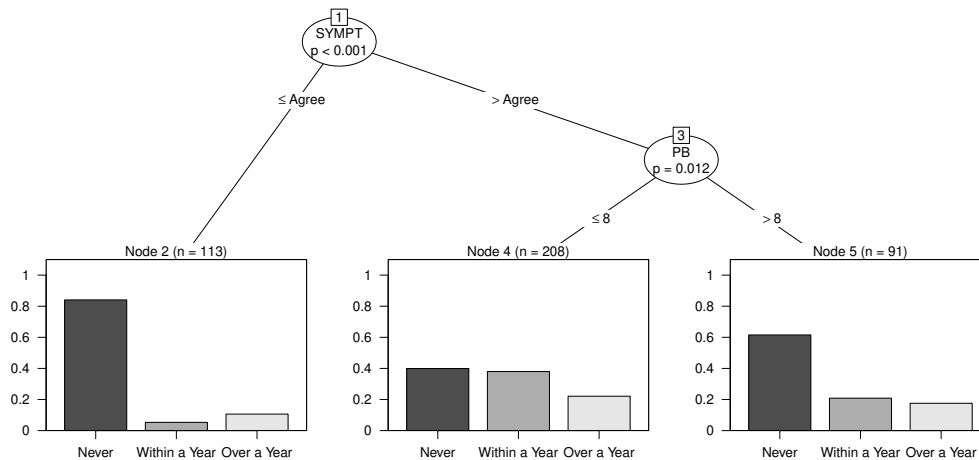 1
SYMPT
p < 0.001
≤ Agree
> Agree
3
PB
p = 0.012
≤ 8
> 8
Node 2 (n = 113)
1
0.8
0.6
0.4
0.2
0
Never Within a Year Over a Year
Node 4 (n = 208)
1
0.8
0.6
0.4
0.2
0
Never Within a Year Over a Year
Node 5 (n = 91)
1
0.8
0.6
0.4
0.2
0
Never Within a Year Over a Year